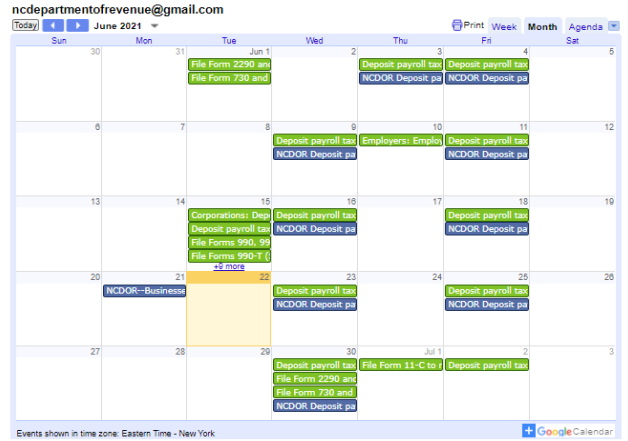 ncdepartmentofrevenue@gmail.com
Today June 2021 Print Week Month Agenda
Sun Mon Tue Wed Thu Fri Sat
30 31 Jun 1 2 3 4 5
File Form 2290 and Deposit payroll tax Deposit payroll tax
File Form 730 and NCDOR Deposit pa NCDOR Deposit pa
6 7 8 9 10 11 12
Deposit payroll tax Employers: Employ Deposit payroll tax
NCDOR Deposit pa NCDOR Deposit pa
13 14 15 16 17 18 19
Corporations: Dep Deposit payroll tax Deposit payroll tax
Deposit payroll tax NCDOR Deposit pa NCDOR Deposit pa
File Forms 990, 99
File Forms 990-T (
+9 more
20 21 22 23 24 25 26
NCDOR--Businesse Deposit payroll tax Deposit payroll tax
NCDOR Deposit pa NCDOR Deposit pa
27 28 29 30 Jul 1 2 3
Deposit payroll tax File Form 11-C to r Deposit payroll tax
File Form 2290 and
File Form 730 and
NCDOR Deposit pa
Events shown in time zone: Eastern Time - New York
Google Calendar